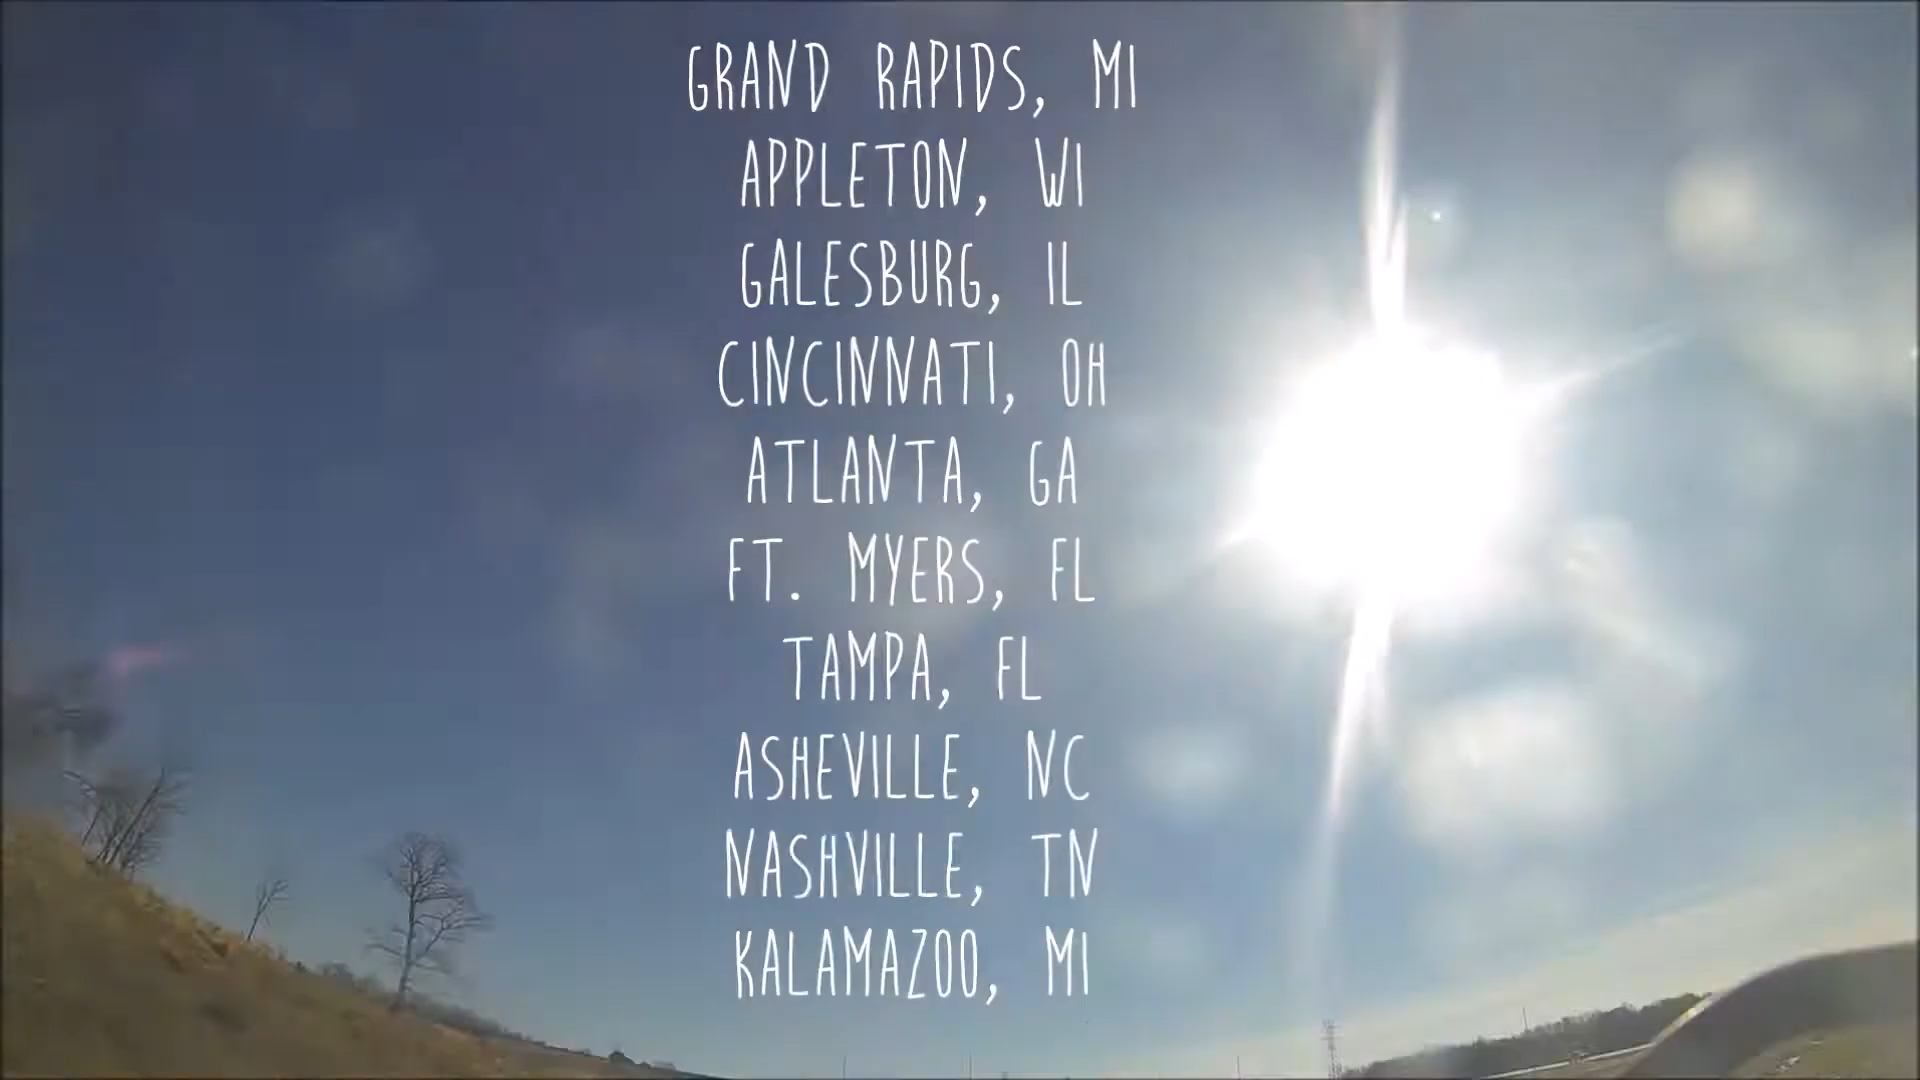 GRAND RAPIDS, MI
APPLETON, WI
GALESBURG, IL
CINCINNATI, OH
ATLANTA, GA
FT. MYERS, FL
TAMPA, FL
ASHEVILLE, NC
NASHVILLE, TN
KALAMAZOO, MI